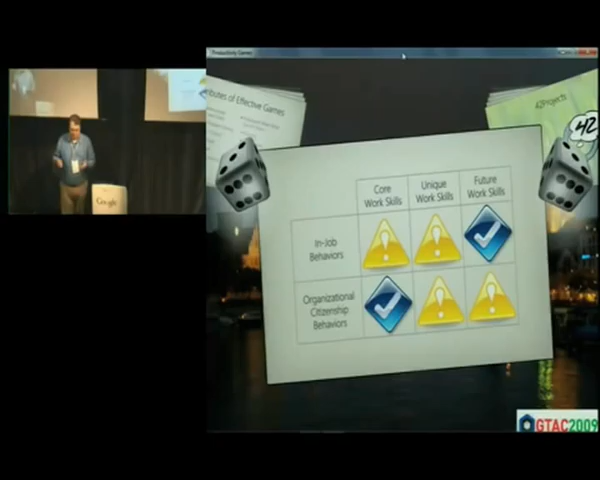 Productivity Games
butes of Effective Games
42Projects
42
Core
Work Skills
Unique
Work Skills
Future
Work Skills
In-Job
Behaviors
Organizational
Citizenship
Behaviors
Google
GTAC2009